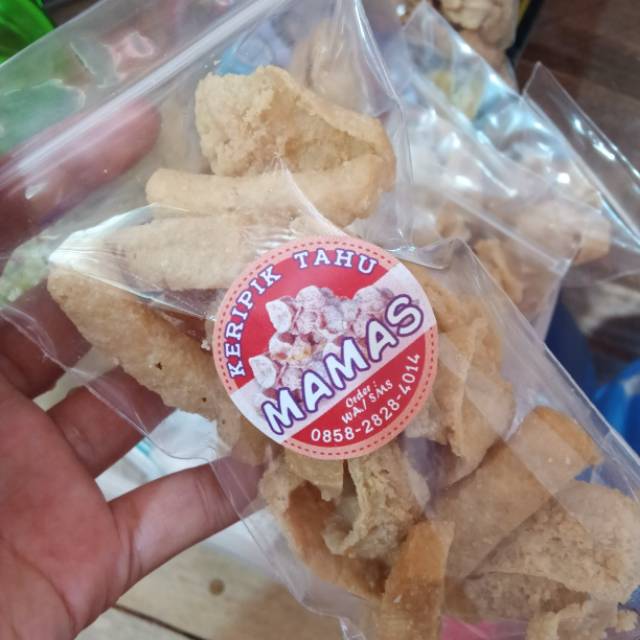 KERIPIK TAHU
MAMAS
Order :
WA / SMS
0858-2828-4014